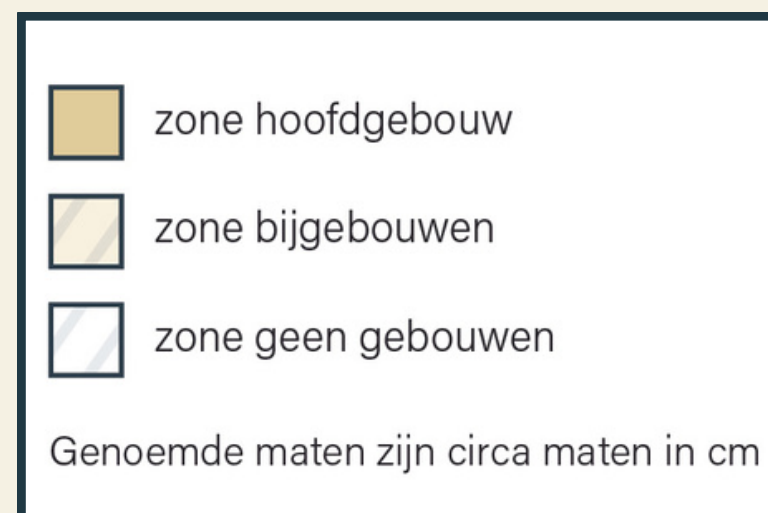 zone hoofdgebouw
zone bijgebouwen
zone geen gebouwen
Genoemde maten zijn circa maten in cm